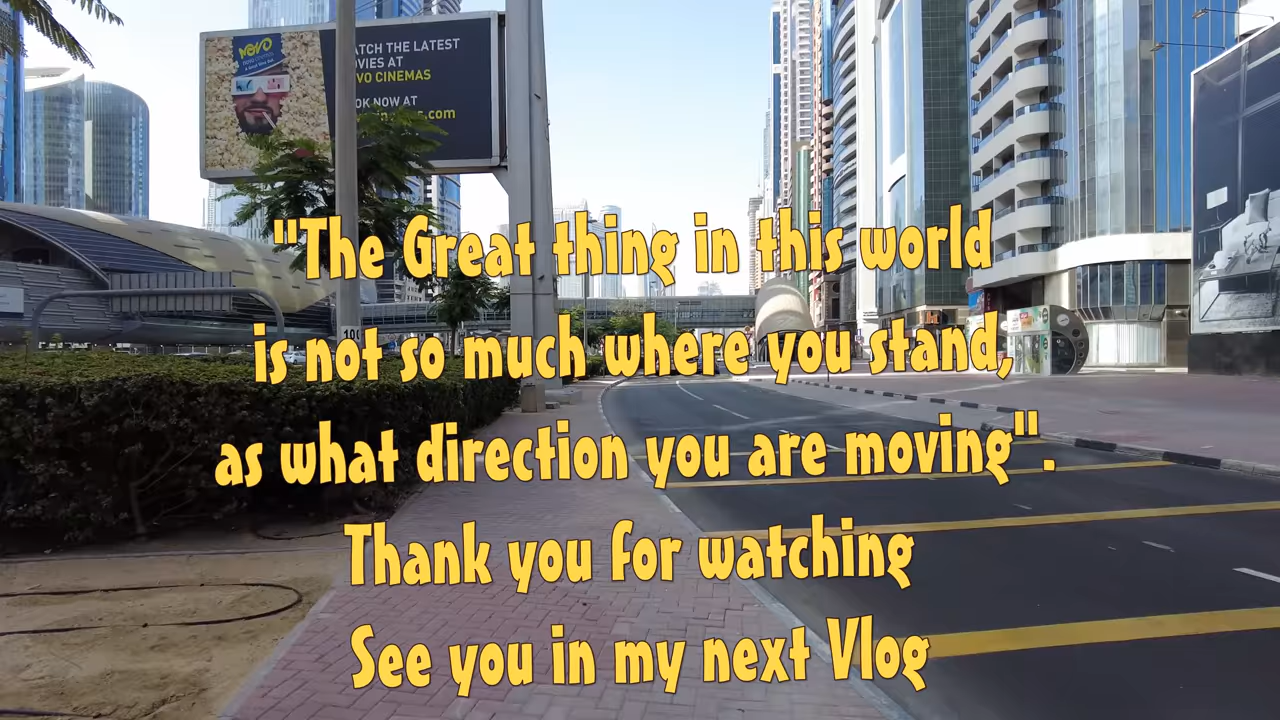 NOVO
ATCH THE LATEST
OVIES AT
VO CINEMAS
OK NOW AT
s.com
100
"The Great thing in this world
is not so much where you stand,
as what direction you are moving".
Thank you for watching
See you in my next Vlog